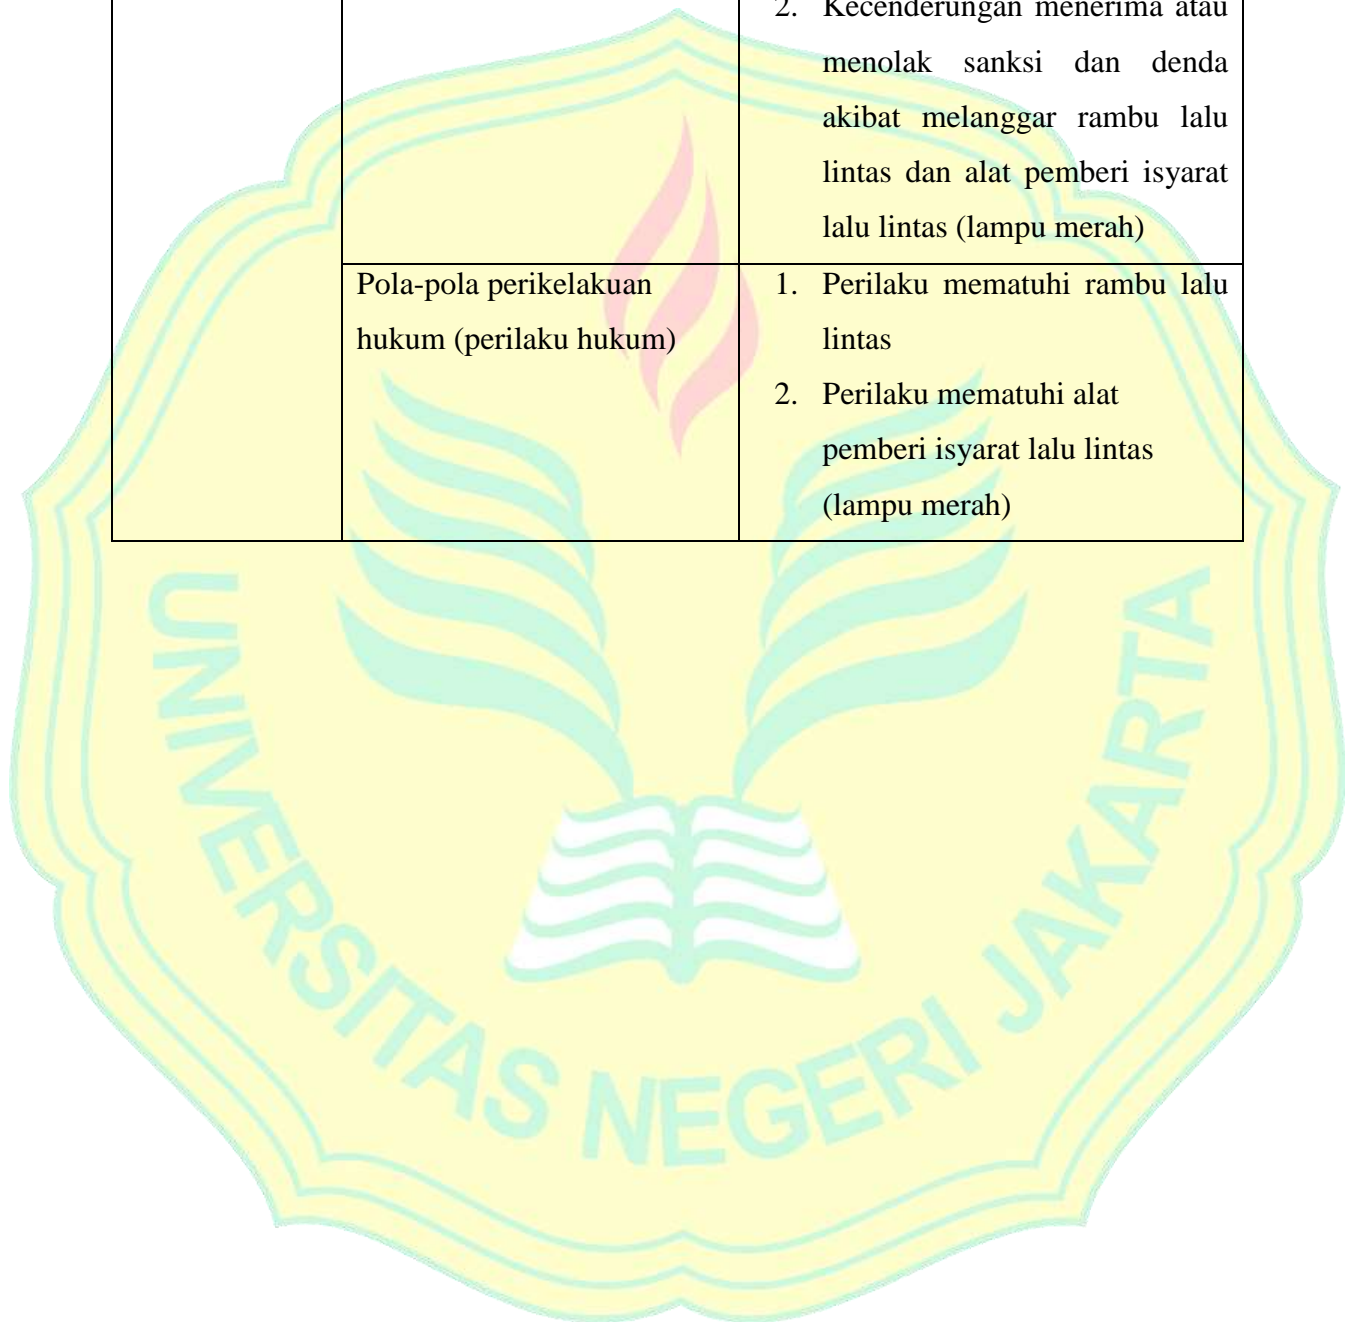 2. Kecenderungan menerima atau
menolak sanksi dan denda
akibat melanggar rambu lalu
lintas dan alat pemberi isyarat
lalu lintas (lampu merah)
Pola-pola perikelakuan
hukum (perilaku hukum)
1. Perilaku mematuhi rambu lalu
lintas
2. Perilaku mematuhi alat
pemberi isyarat lalu lintas
(lampu merah)
UNIVERSITAS NEGERI JAKARTA